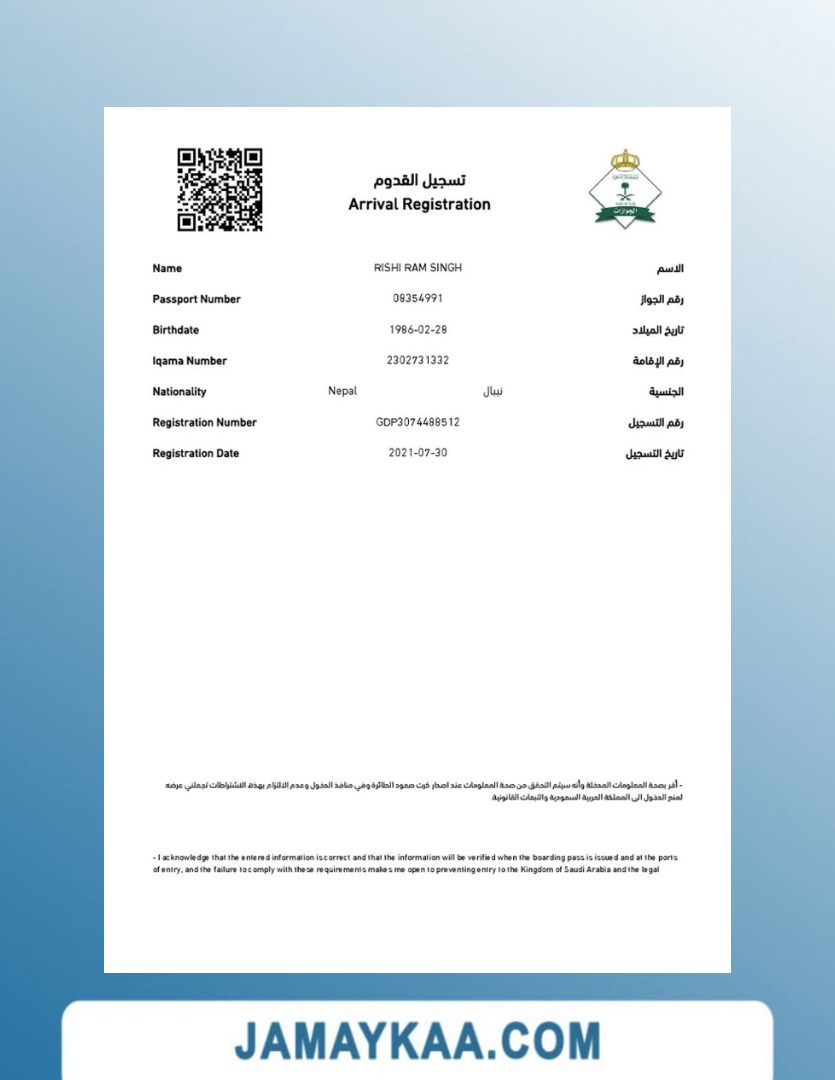 تسجيل القدوم
Arrival Registration
الجوازات
Name RISHI RAM SINGH الاسم
Passport Number 08354991 رقم الجواز
Birthdate 1986-02-28 تاريخ الميلاد
Iqama Number 2302731332 رقم الإقامة
Nationality Nepal نيبال الجنسية
Registration Number GDP3074488512 رقم التسجيل
Registration Date 2021-07-30 تاريخ التسجيل
- أقر بصحة المعلومات المدخلة وأنه سيتم التحقق من صحة المعلومات عند اصدار كرت صعود الطائرة وفي منافذ الدخول وعدم الالتزام بهذه الاشتراطات تجعلني عرضه
لمنع الدخول الى المملكة العربية السعودية والتبعات القانونية.
- I acknowledge that the entered information is correct and that the information will be verified when the boarding pass is issued and at the ports
of entry, and the failure to comply with these requirements makes me open to preventing entry to the Kingdom of Saudi Arabia and the legal
JAMAYKAA.COM